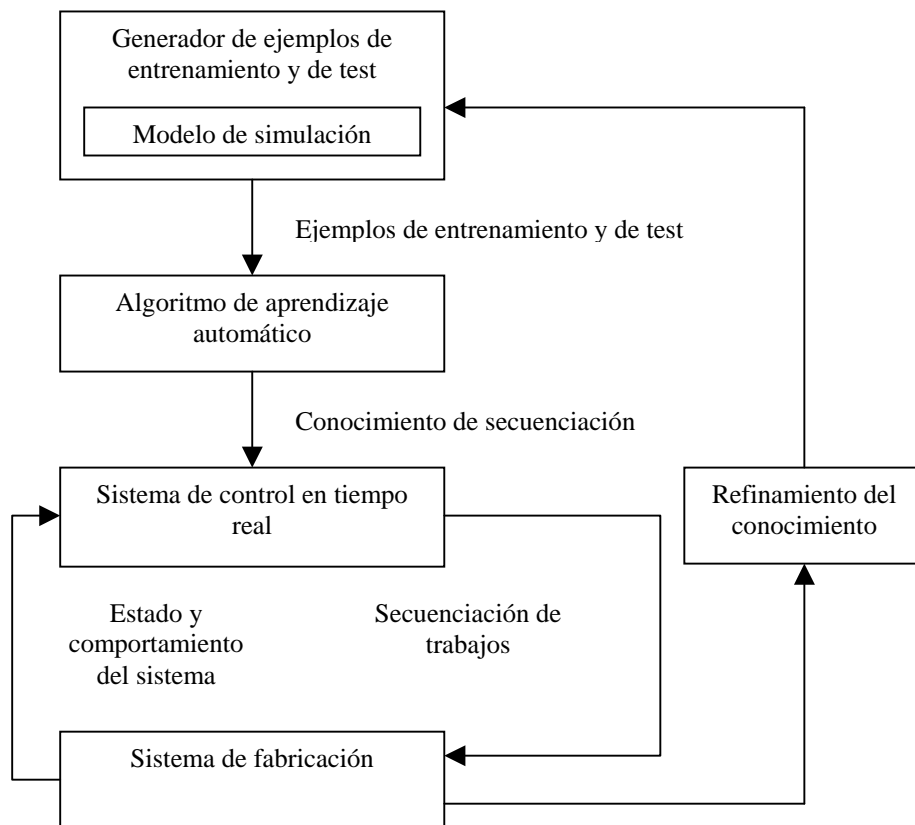 Generador de ejemplos de
entrenamiento y de test
Modelo de simulación
Ejemplos de entrenamiento y de test
Algoritmo de aprendizaje
automático
Conocimiento de secuenciación
Sistema de control en tiempo
real
Refinamiento del
conocimiento
Estado y
comportamiento
del sistema
Secuenciación de
trabajos
Sistema de fabricación